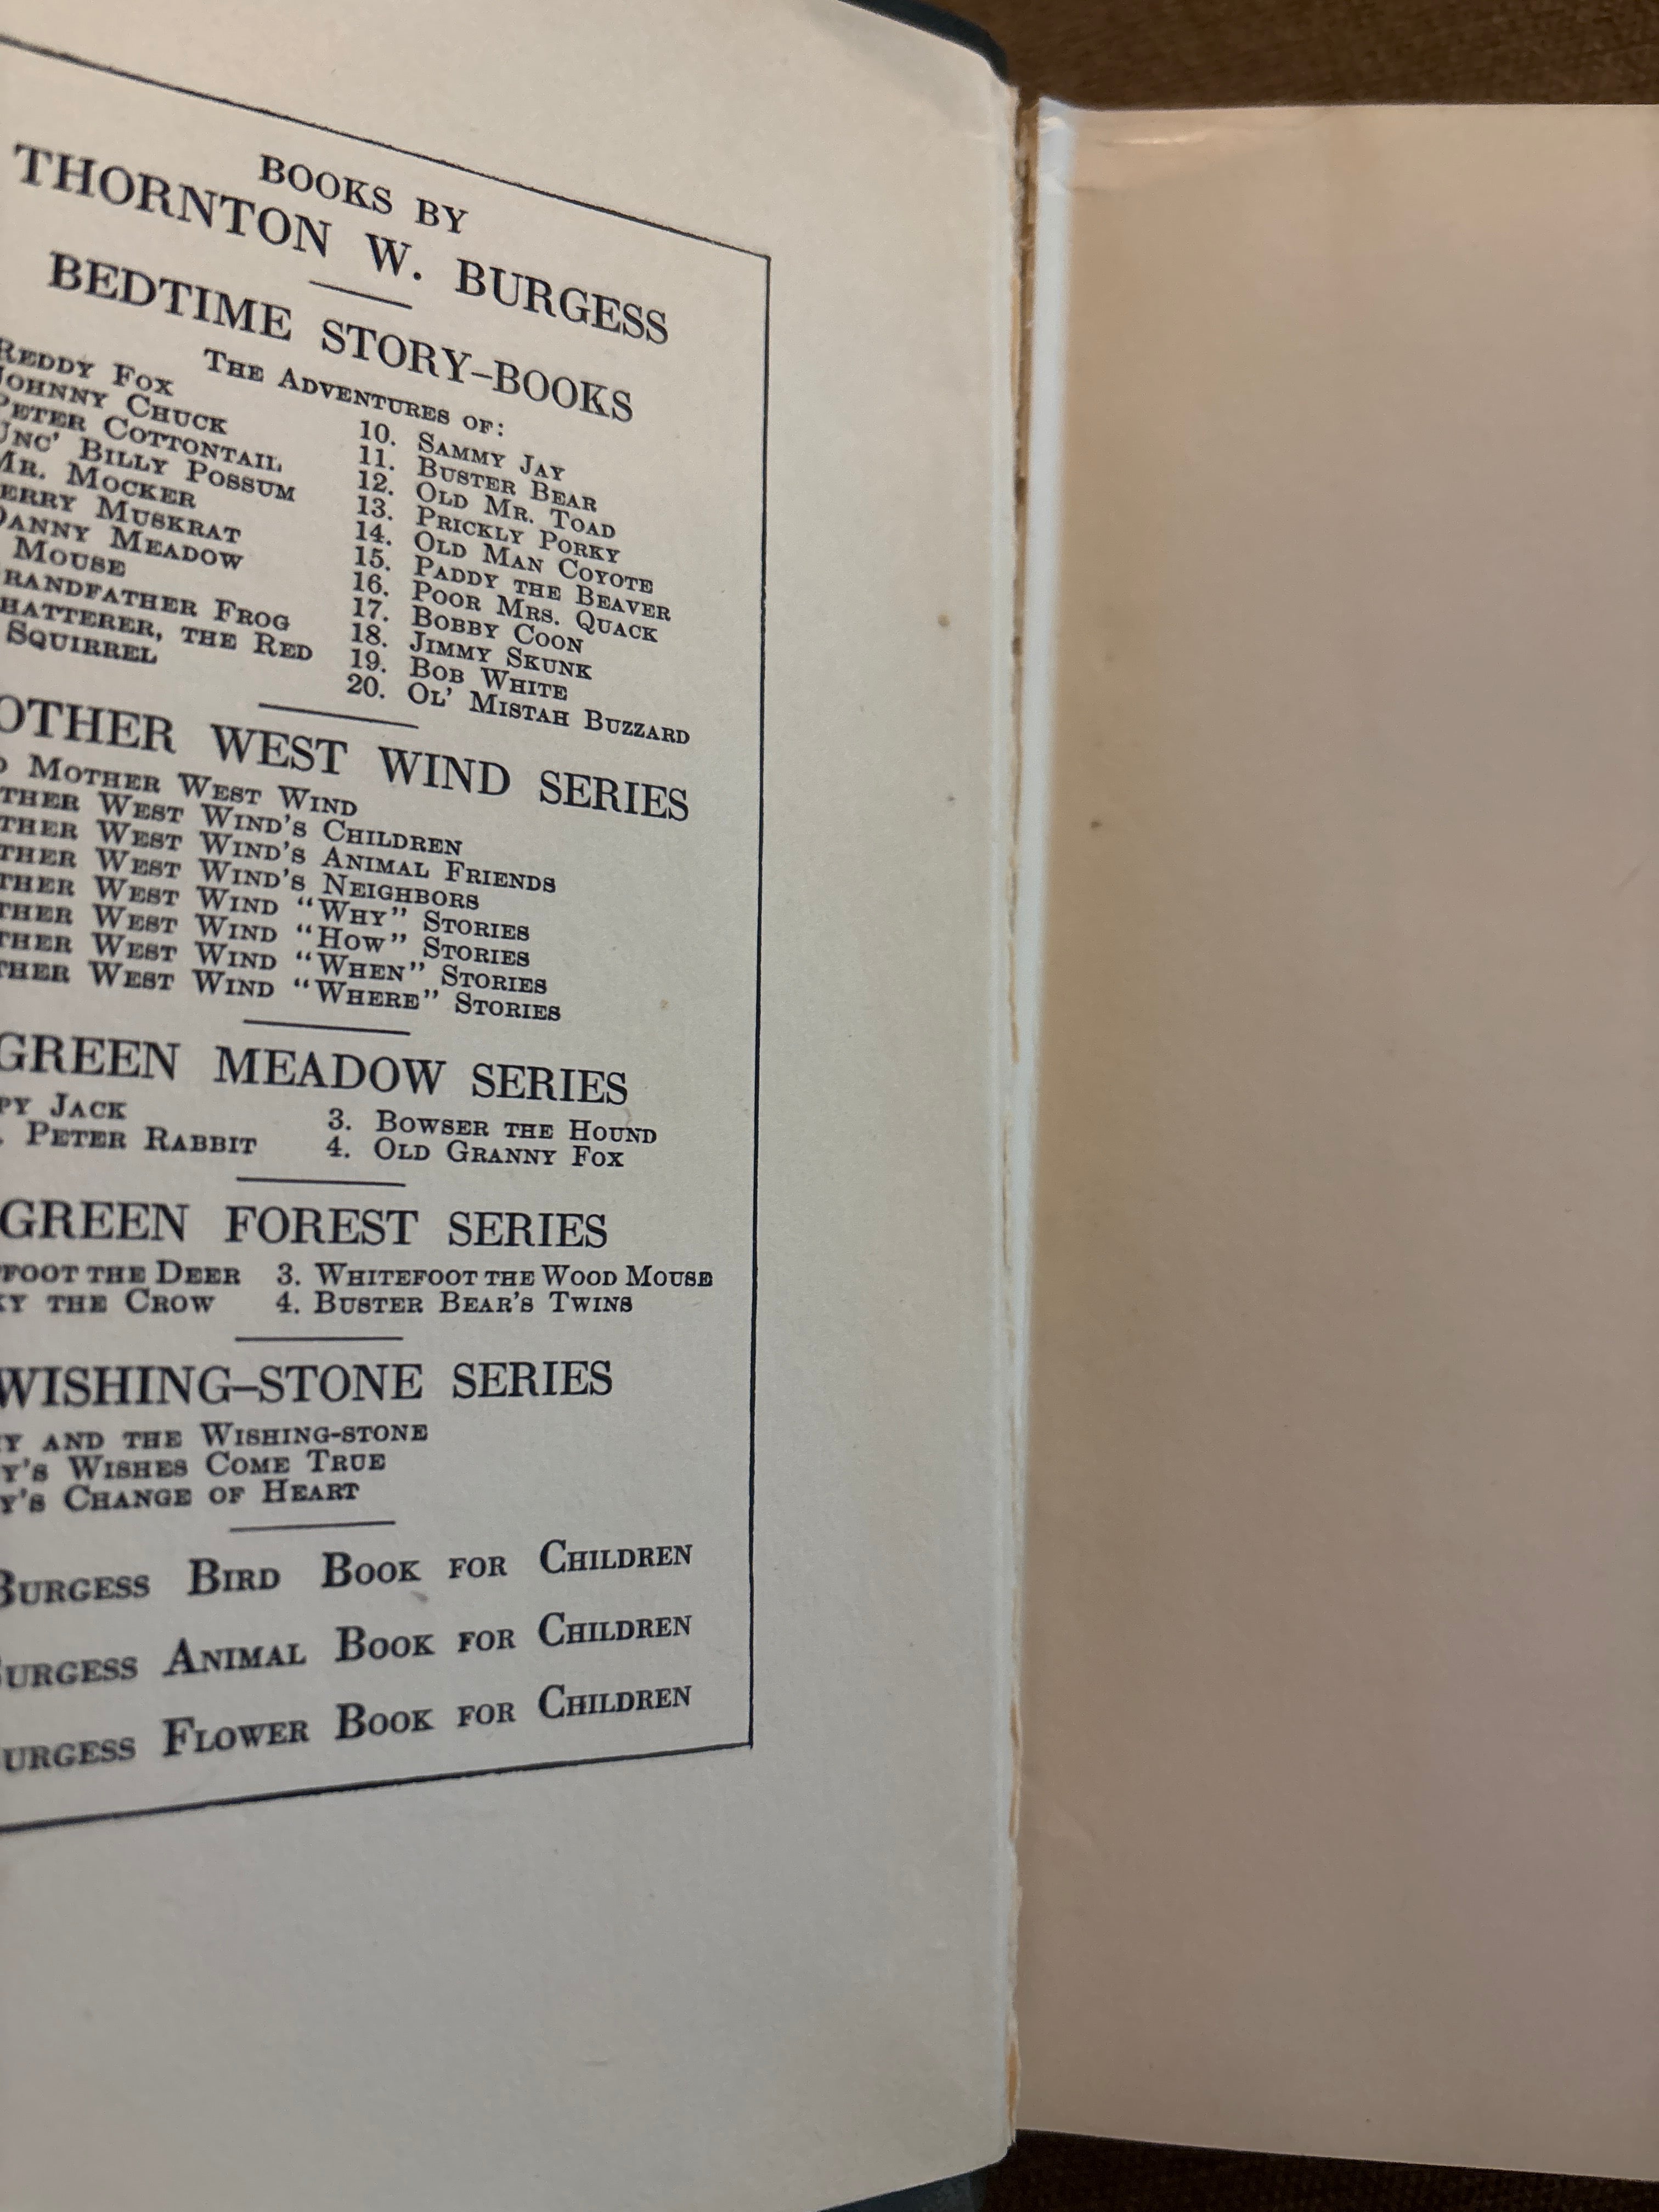 BOOKS BY
THORNTON W. BURGESS
BEDTIME STORY–BOOKS
THE ADVENTURES OF:
REDDY FOX
JOHNNY CHUCK
PETER COTTONTAIL
UNC' BILLY POSSUM
MR. MOCKER
ERRY MUSKRAT
DANNY MEADOW
MOUSE
RANDFATHER FROG
HATTERER, THE RED
SQUIRREL
10. SAMMY JAY
11. BUSTER BEAR
12. OLD MR. TOAD
13. PRICKLY PORKY
14. OLD MAN COYOTE
15. PADDY THE BEAVER
16. POOR MRS. QUACK
17. BOBBY COON
18. JIMMY SKUNK
19. BOB WHITE
20. OL' MISTAH BUZZARD
OTHER WEST WIND SERIES
MOTHER WEST WIND
THER WEST WIND'S CHILDREN
THER WEST WIND'S ANIMAL FRIENDS
THER WEST WIND'S NEIGHBORS
THER WEST WIND "WHY" STORIES
THER WEST WIND "HOW" STORIES
THER WEST WIND "WHEN" STORIES
THER WEST WIND "WHERE" STORIES
GREEN MEADOW SERIES
PY JACK
. PETER RABBIT
3. BOWSER THE HOUND
4. OLD GRANNY FOX
GREEN FOREST SERIES
FOOT THE DEER
KY THE CROW
3. WHITEFOOT THE WOOD MOUSE
4. BUSTER BEAR'S TWINS
WISHING–STONE SERIES
Y AND THE WISHING-STONE
Y'S WISHES COME TRUE
Y'S CHANGE OF HEART
BURGESS BIRD BOOK FOR CHILDREN
URGESS ANIMAL BOOK FOR CHILDREN
URGESS FLOWER BOOK FOR CHILDREN